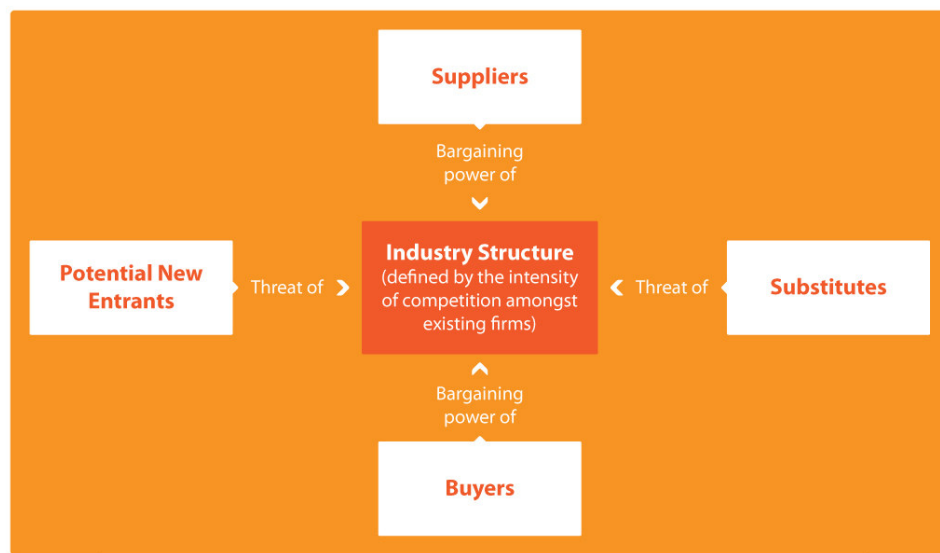 Suppliers
Bargaining
power of
Potential New
Entrants
Threat of
Industry Structure
(defined by the intensity
of competition amongst
existing firms)
Threat of
Substitutes
Bargaining
power of
Buyers